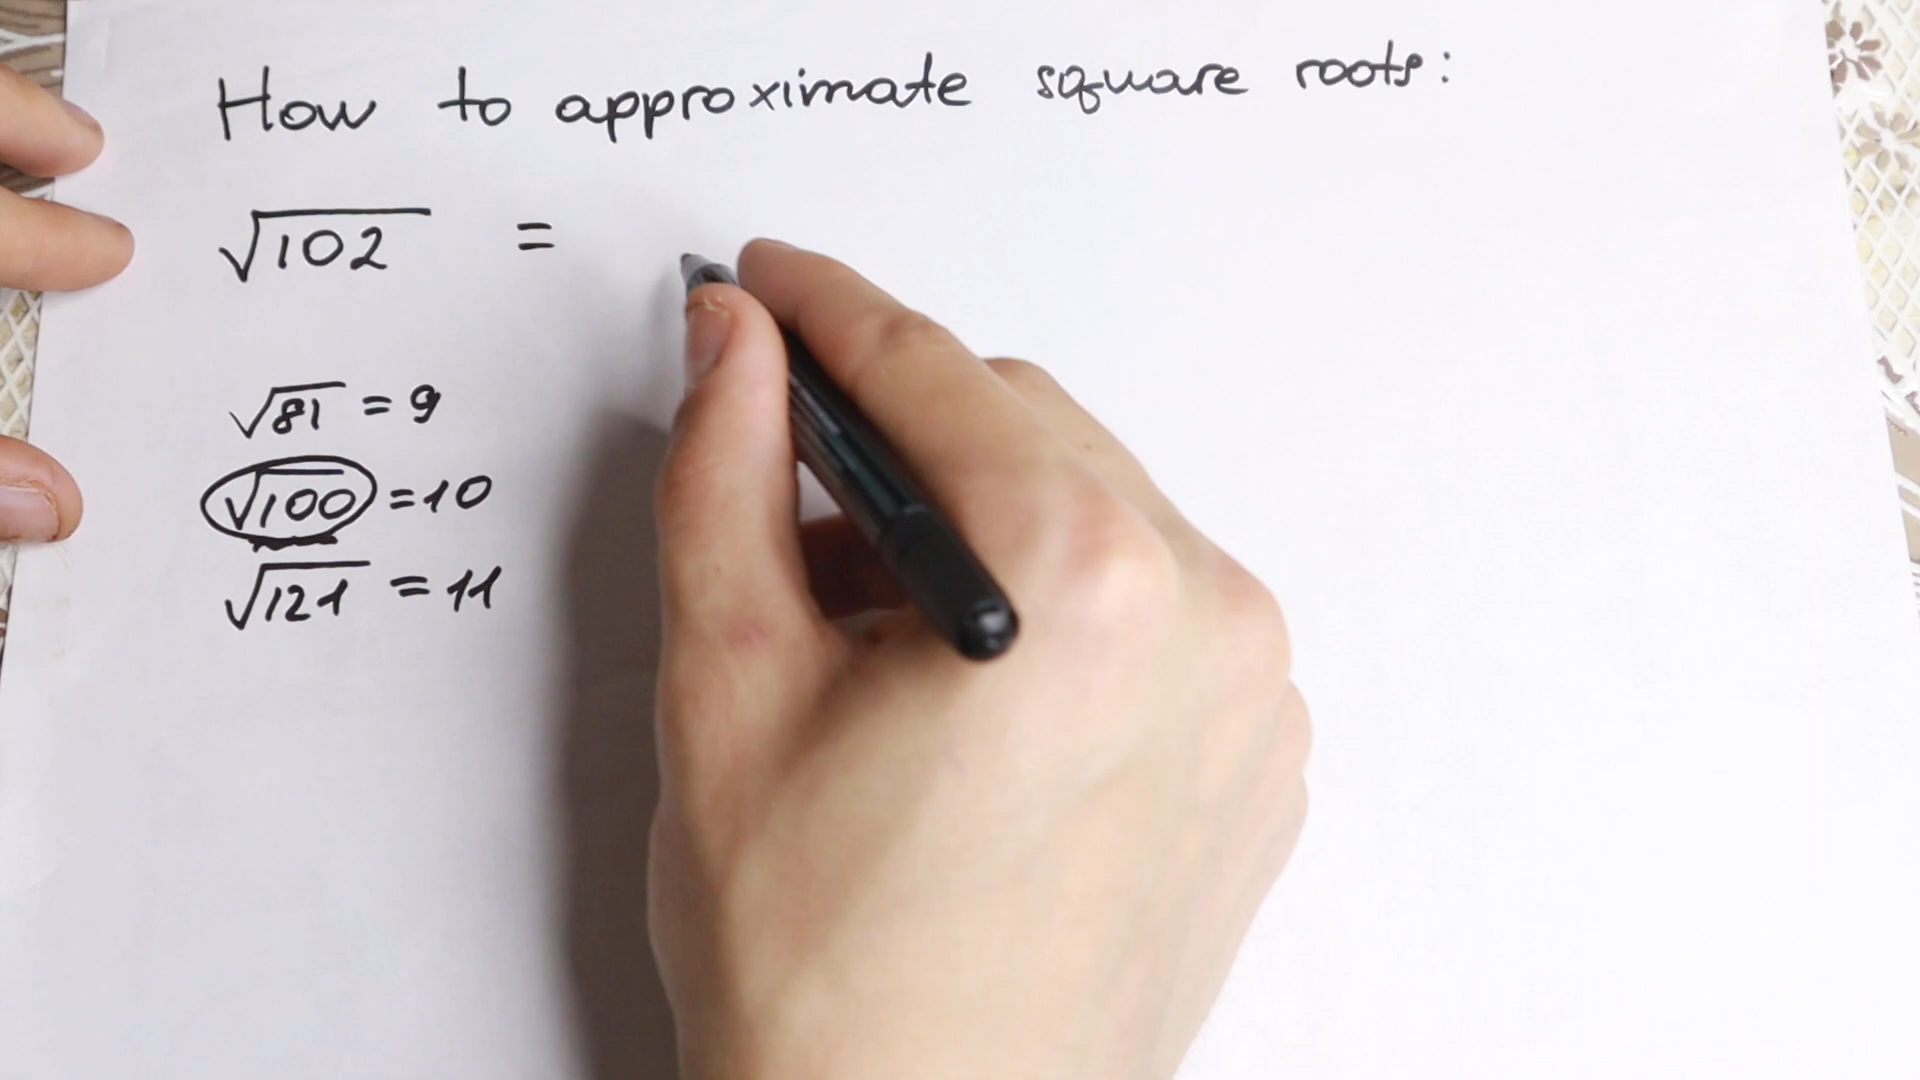 How to approximate square roots:
√102 =
√81 = 9
√100 = 10
√121 = 11